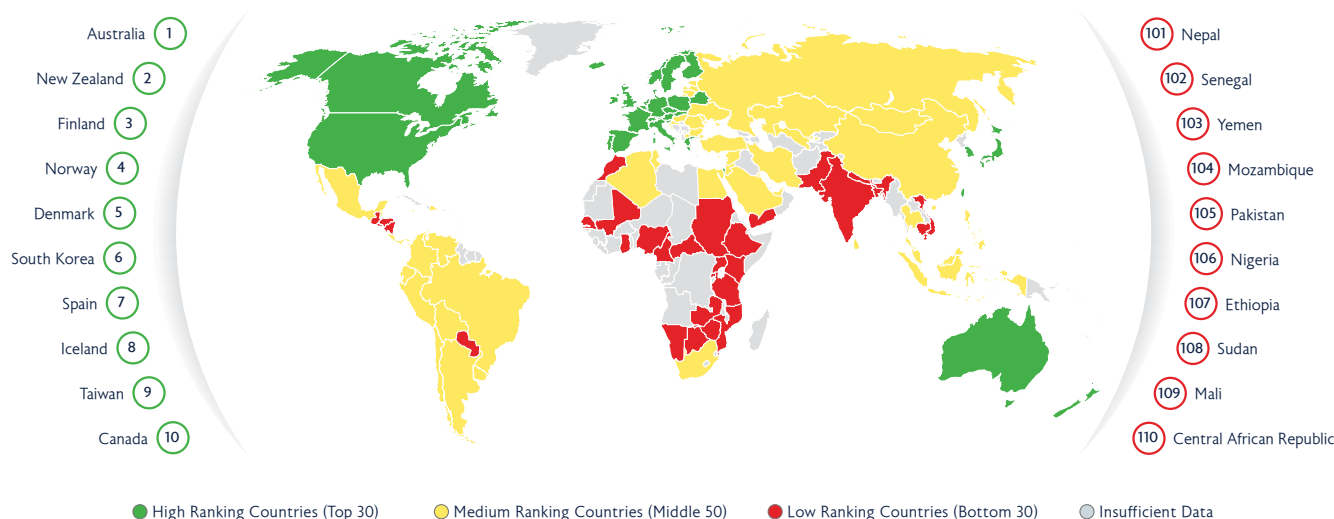 Australia 1
New Zealand 2
Finland 3
Norway 4
Denmark 5
South Korea 6
Spain 7
Iceland 8
Taiwan 9
Canada 10
101 Nepal
102 Senegal
103 Yemen
104 Mozambique
105 Pakistan
106 Nigeria
107 Ethiopia
108 Sudan
109 Mali
110 Central African Republic
High Ranking Countries (Top 30)
Medium Ranking Countries (Middle 50)
Low Ranking Countries (Bottom 30)
Insufficient Data